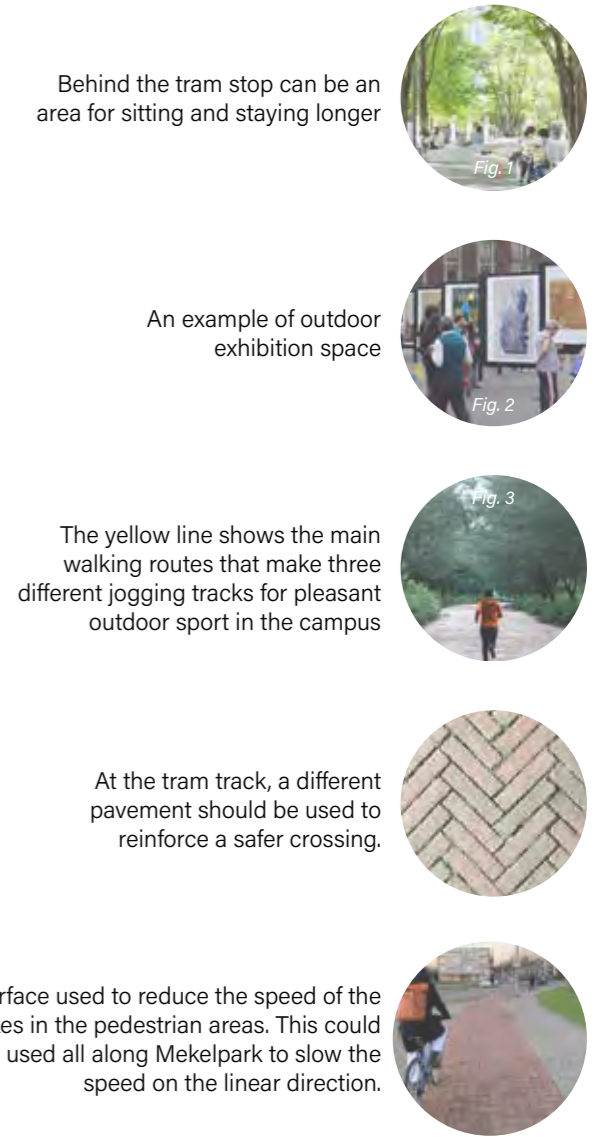 Behind the tram stop can be an
area for sitting and staying longer
Fig. 1
An example of outdoor
exhibition space
Fig. 2
Fig. 3
The yellow line shows the main
walking routes that make three
different jogging tracks for pleasant
outdoor sport in the campus
At the tram track, a different
pavement should be used to
reinforce a safer crossing.
used to reduce the speed of the
in the pedestrian areas. This could
used all along Mekelpark to slow the
speed on the linear direction.